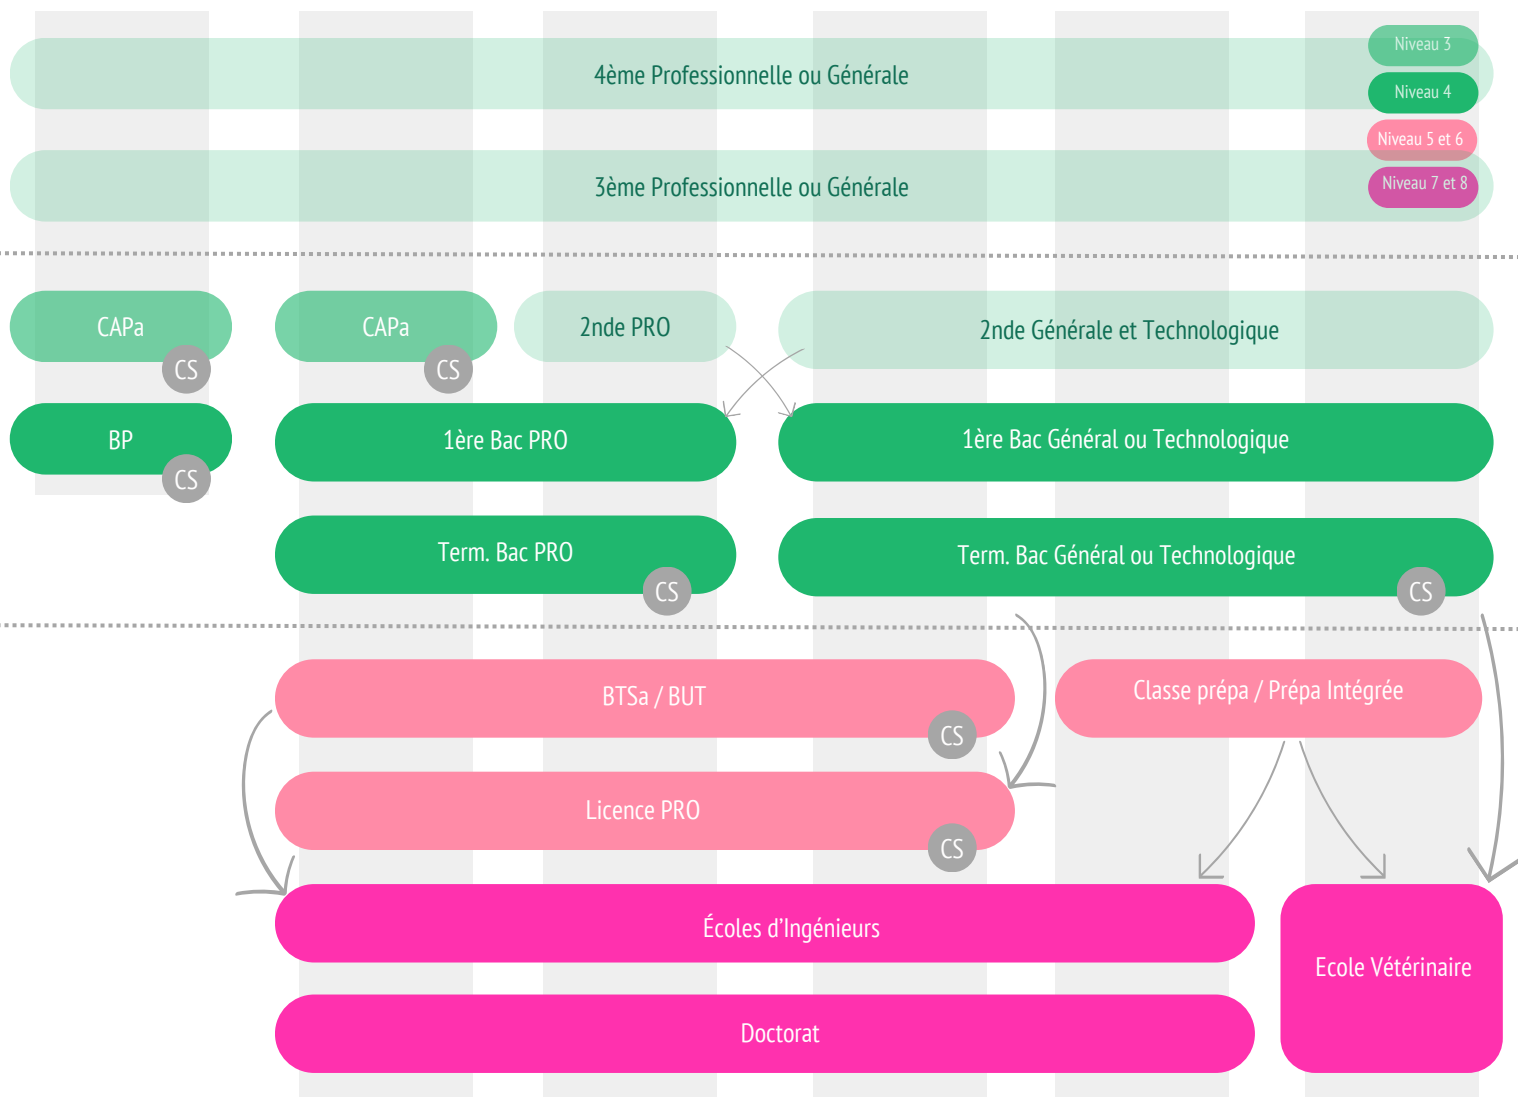 Niveau 3
4ème Professionnelle ou Générale
Niveau 4
Niveau 5 et 6
3ème Professionnelle ou Générale
Niveau 7 et 8
CAPa
CS
CAPa
CS
2nde PRO
2nde Générale et Technologique
BP
CS
1ère Bac PRO
1ère Bac Général ou Technologique
Term. Bac PRO
CS
Term. Bac Général ou Technologique
CS
BTSa / BUT
CS
Classe prépa / Prépa Intégrée
Licence PRO
CS
Écoles d'Ingénieurs
Ecole Vétérinaire
Doctorat